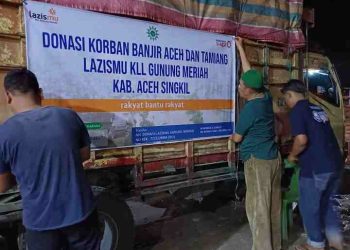 lazismu
DONASI KORBAN BANJIR ACEH DAN TAMIANG
LAZISMU KLL GUNUNG MERIAH
KAB. ACEH SINGKIL
rakyat bantu rakyat